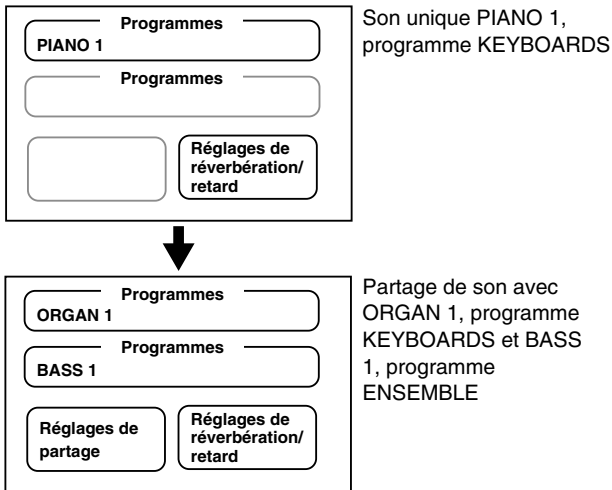 Programmes
PIANO 1
Programmes
Réglages de
réverbération/
retard
Son unique PIANO 1,
programme KEYBOARDS
Programmes
ORGAN 1
Programmes
BASS 1
Réglages de
partage
Réglages de
réverbération/
retard
Partage de son avec
ORGAN 1, programme
KEYBOARDS et BASS
1, programme
ENSEMBLE